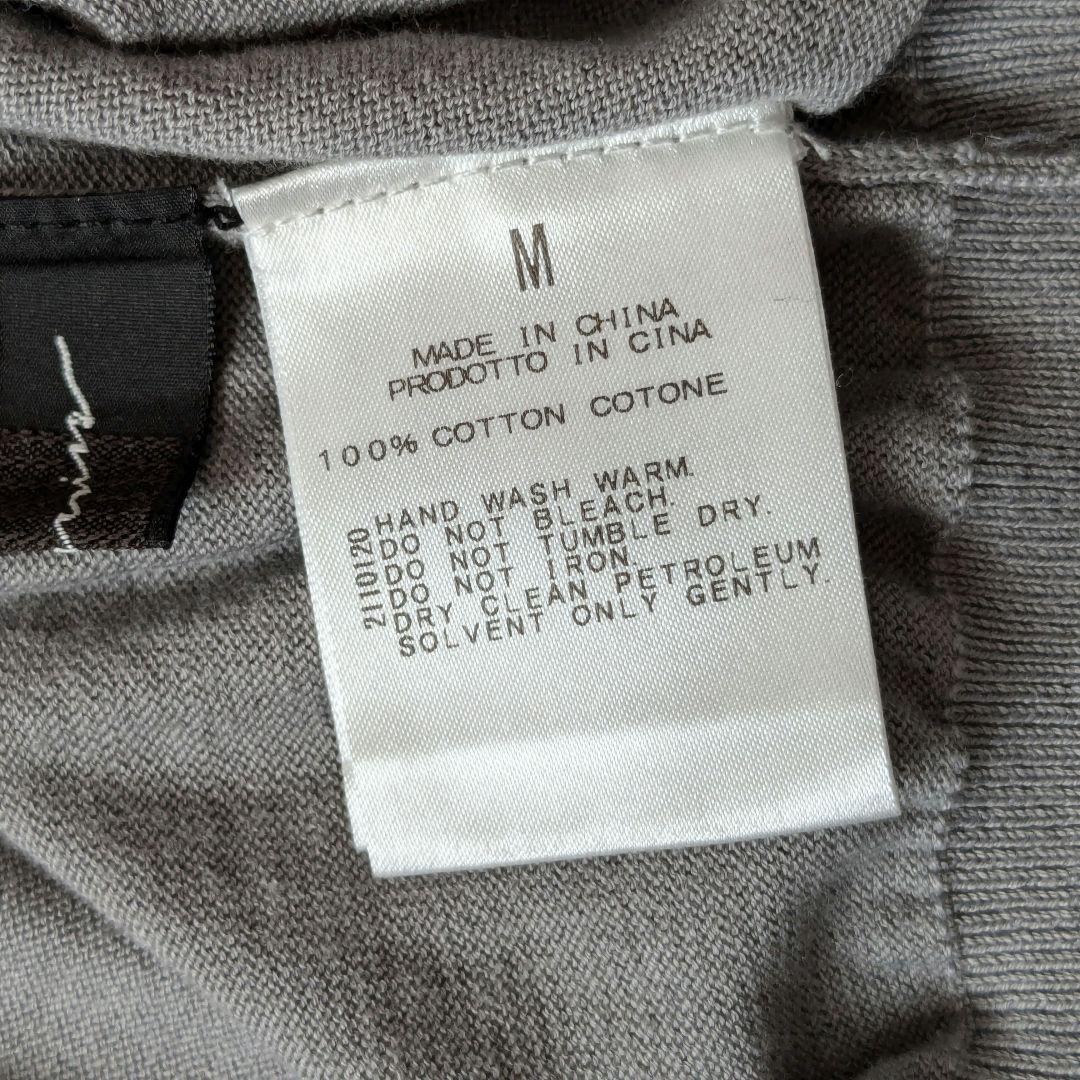 M
MADE IN CHINA
PRODOTTO IN CINA
100% COTTON COTONE
HAND WASH WARM.
DO NOT BLEACH.
DO NOT TUMBLE DRY.
DO NOT IRON.
DRY CLEAN PETROLEUM
SOLVENT ONLY GENTLY.
2110120